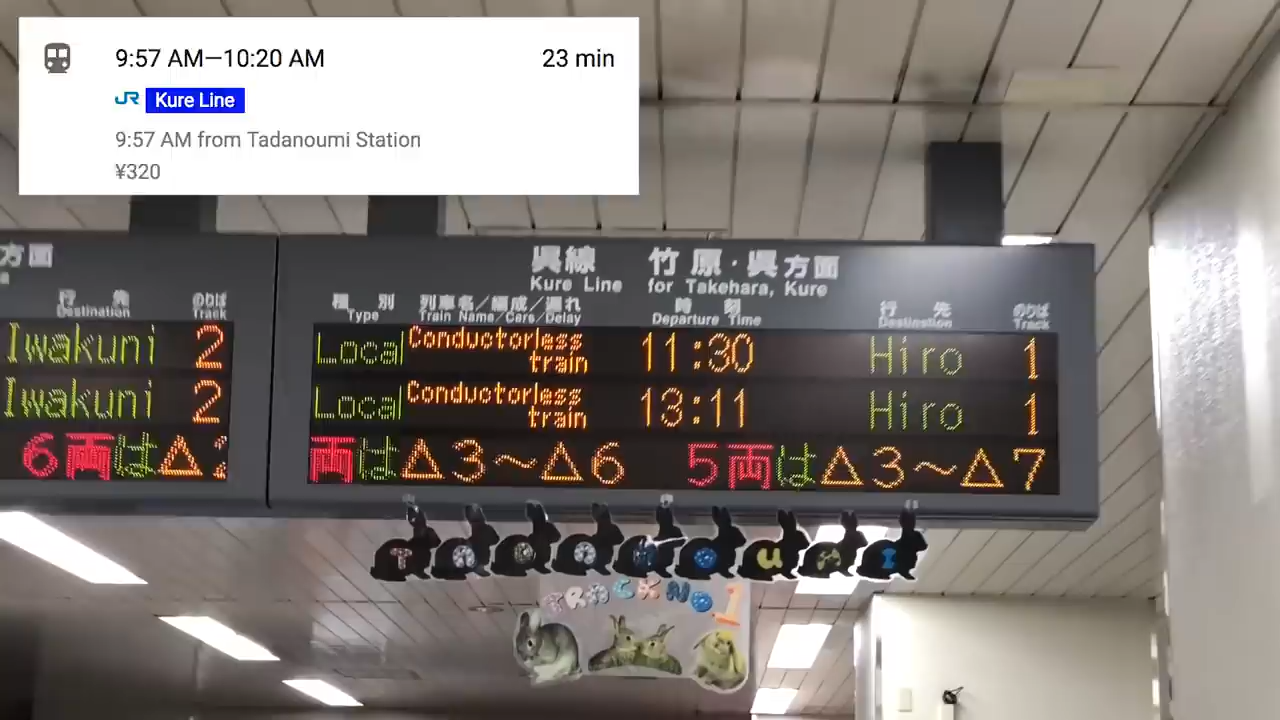 9:57 AM—10:20 AM 23 min
JR Kure Line
9:57 AM from Tadanoumi Station
¥320
方面
行先 のりば
Destination Track
Iwakuni 2
Iwakuni 2
6両は△
呉線 竹原・呉方面
Kure Line for Takehara, Kure
種別 列車名/編成/遅れ 時刻 行先 のりば
Type Train Name/Cars/Delay Departure Time Destination Track
Local Conductorless train 11:30 Hiro 1
Local Conductorless train 13:11 Hiro 1
両は△3~△6 5両は△3~△7
TADANOUMI
TRACK NO 1